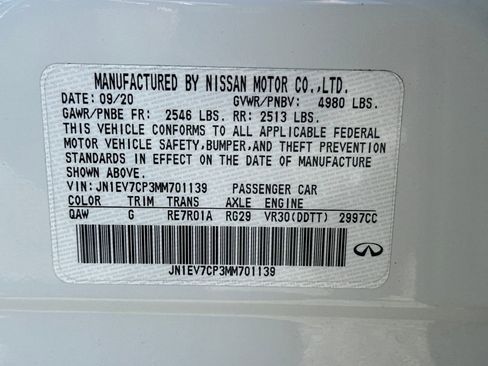 MANUFACTURED BY NISSAN MOTOR CO.,LTD.
DATE: 09/20 GVWR/PNBV: 4980 LBS.
GAWR/PNBE FR: 2546 LBS. RR: 2513 LBS.
THIS VEHICLE CONFORMS TO ALL APPLICABLE FEDERAL
MOTOR VEHICLE SAFETY, BUMPER, AND THEFT PREVENTION
STANDARDS IN EFFECT ON THE DATE OF MANUFACTURE
SHOWN ABOVE.
VIN: JN1EV7CP3MM701139 PASSENGER CAR
COLOR TRIM TRANS AXLE ENGINE
QAW G RE7R01A RG29 VR30(DDTT) 2997CC
JN1EV7CP3MM701139